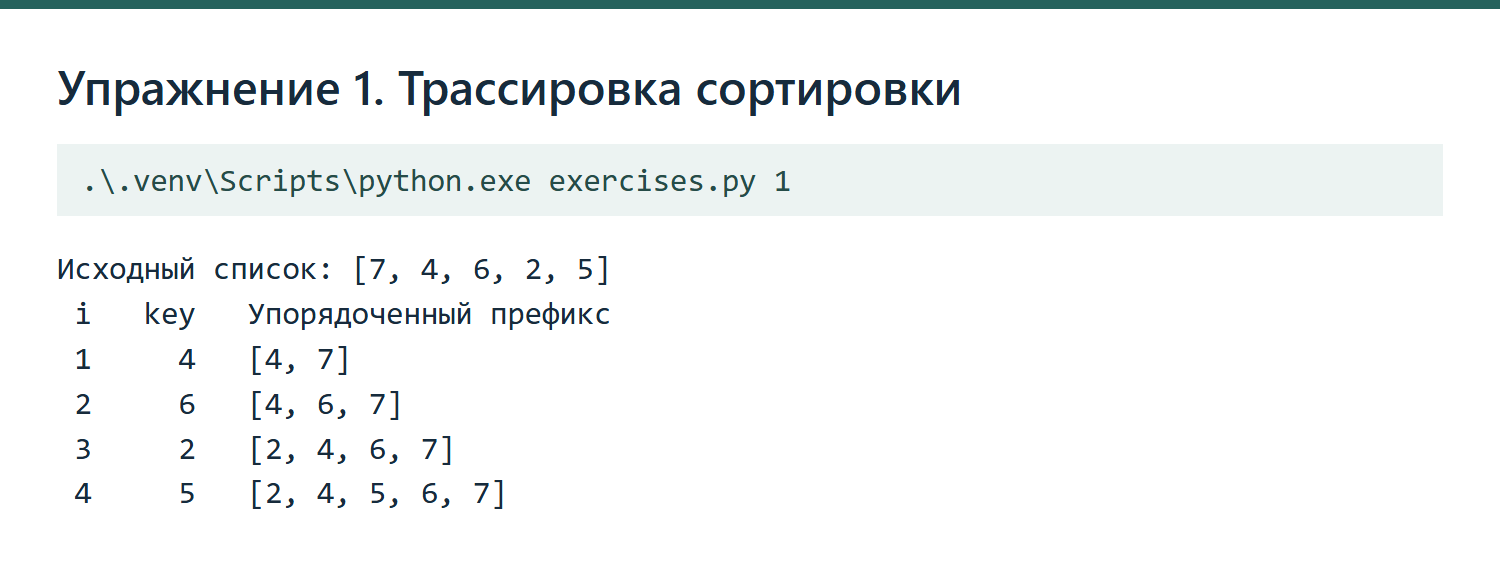 Упражнение 1. Трассировка сортировки
.\.venv\Scripts\python.exe exercises.py 1
Исходный список: [7, 4, 6, 2, 5]
i key Упорядоченный префикс
1 4 [4, 7]
2 6 [4, 6, 7]
3 2 [2, 4, 6, 7]
4 5 [2, 4, 5, 6, 7]